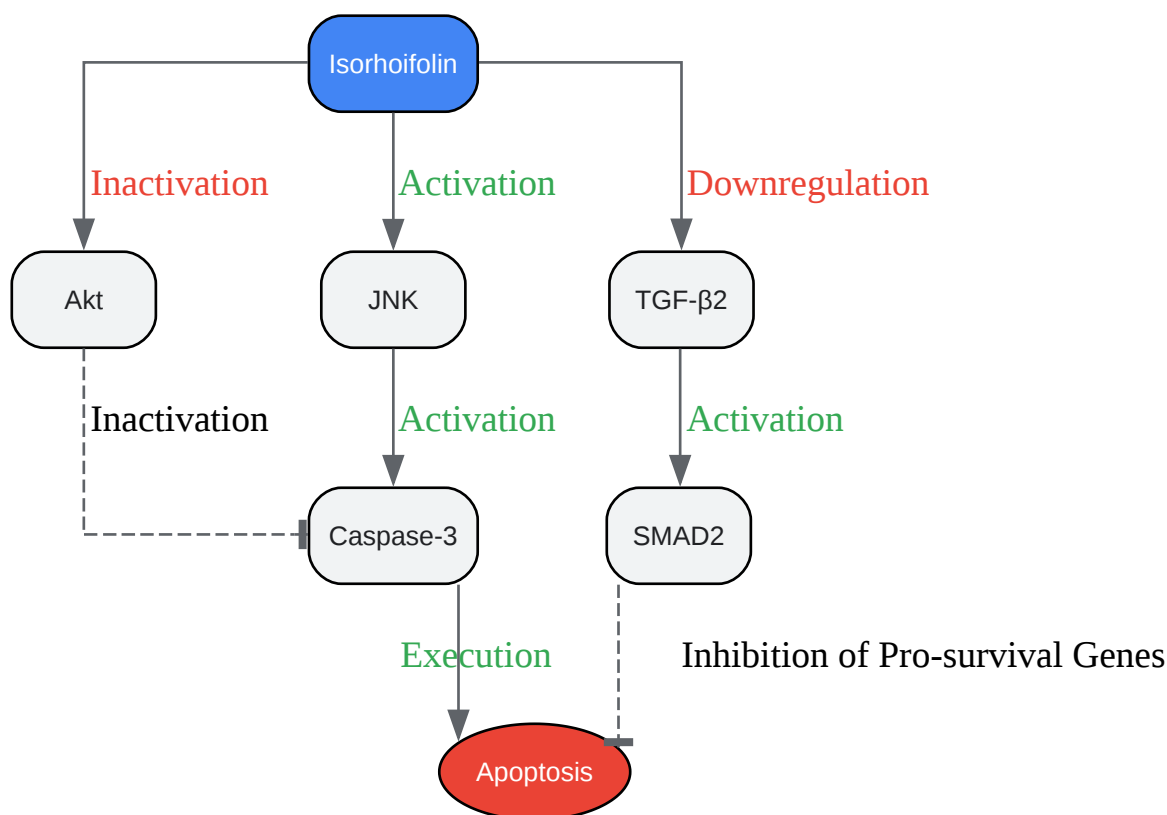 Isorhoifolin
Inactivation
Activation
Downregulation
Akt
JNK
TGF-β2
Inactivation
Activation
Activation
Caspase-3
SMAD2
Execution
Inhibition of Pro-survival Genes
Apoptosis